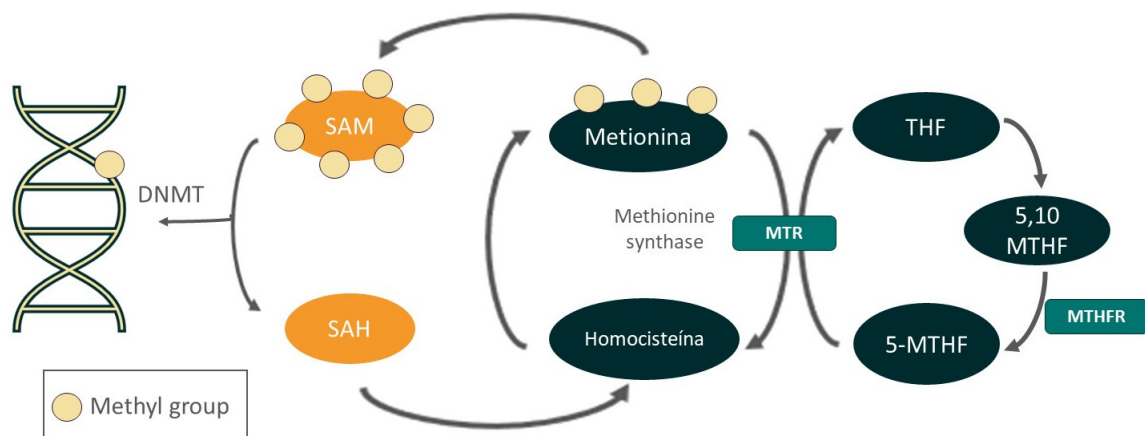 SAM
Metionina
THF
DNMT
Methionine
synthase
MTR
5,10
MTHF
MTHFR
SAH
Homocisteína
5-MTHF
Methyl group